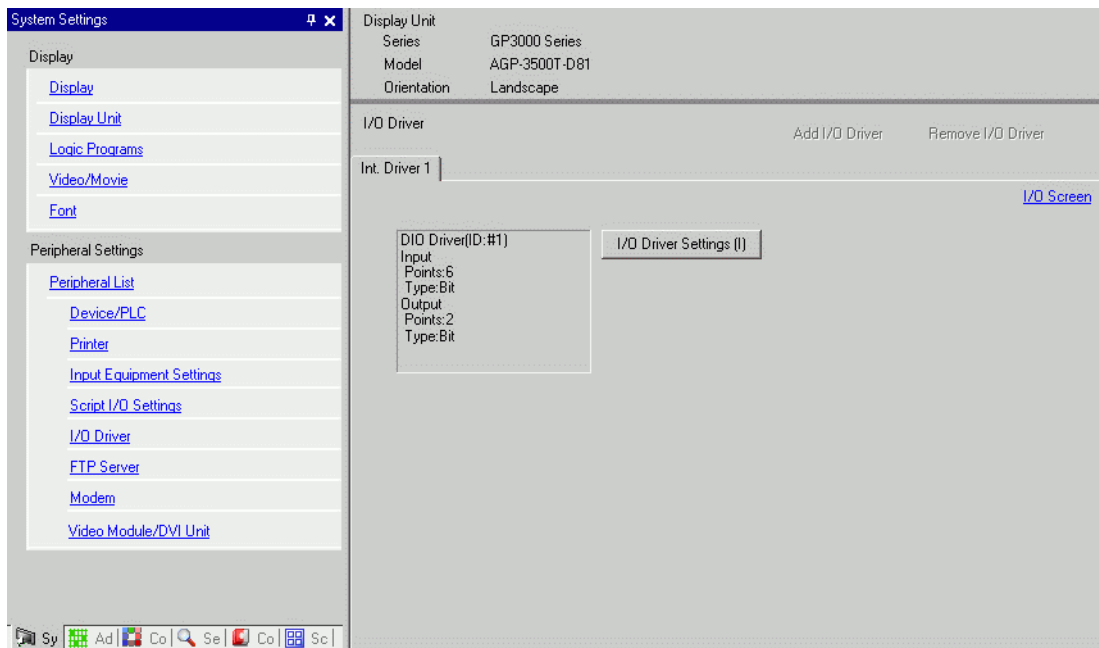 System Settings
Display
Display
Display Unit
Logic Programs
Video/Movie
Font
Peripheral Settings
Peripheral List
Device/PLC
Printer
Input Equipment Settings
Script I/O Settings
I/O Driver
FTP Server
Modem
Video Module/DVI Unit
Sy Ad Co Se Co Sc
Display Unit
Series GP3000 Series
Model AGP-3500T-D81
Orientation Landscape
I/O Driver Add I/O Driver Remove I/O Driver
Int. Driver 1
I/O Screen
DIO Driver(ID:#1)
Input
Points:6
Type:Bit
Output
Points:2
Type:Bit
I/O Driver Settings (I)